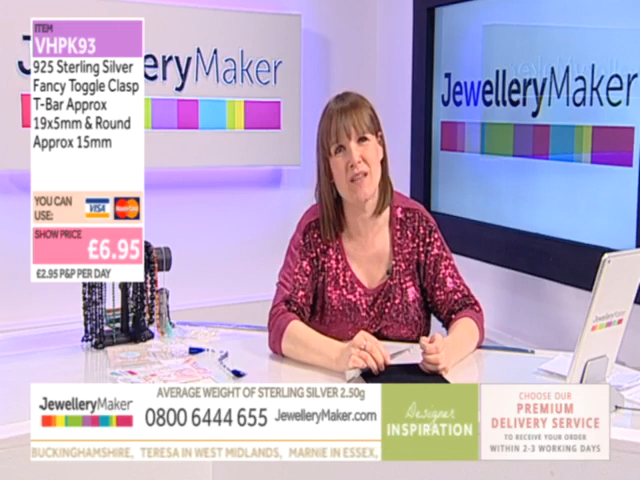 ITEM
VHPK93
925 Sterling Silver
Fancy Toggle Clasp
T-Bar Approx
19x5mm & Round
Approx 15mm
YOU CAN
USE:
VISA
MasterCard
SHOW PRICE
£6.95
£2.95 P&P PER DAY
JewelleryMaker
JewelleryMaker
JewelleryMaker
JewelleryMaker
AVERAGE WEIGHT OF STERLING SILVER 2.50g
0800 6444 655 JewelleryMaker.com
Designer
INSPIRATION
CHOOSE OUR
PREMIUM
DELIVERY SERVICE
TO RECEIVE YOUR ORDER
WITHIN 2-3 WORKING DAYS
BUCKINGHAMSHIRE, TERESA IN WEST MIDLANDS, MARNIE IN ESSEX,